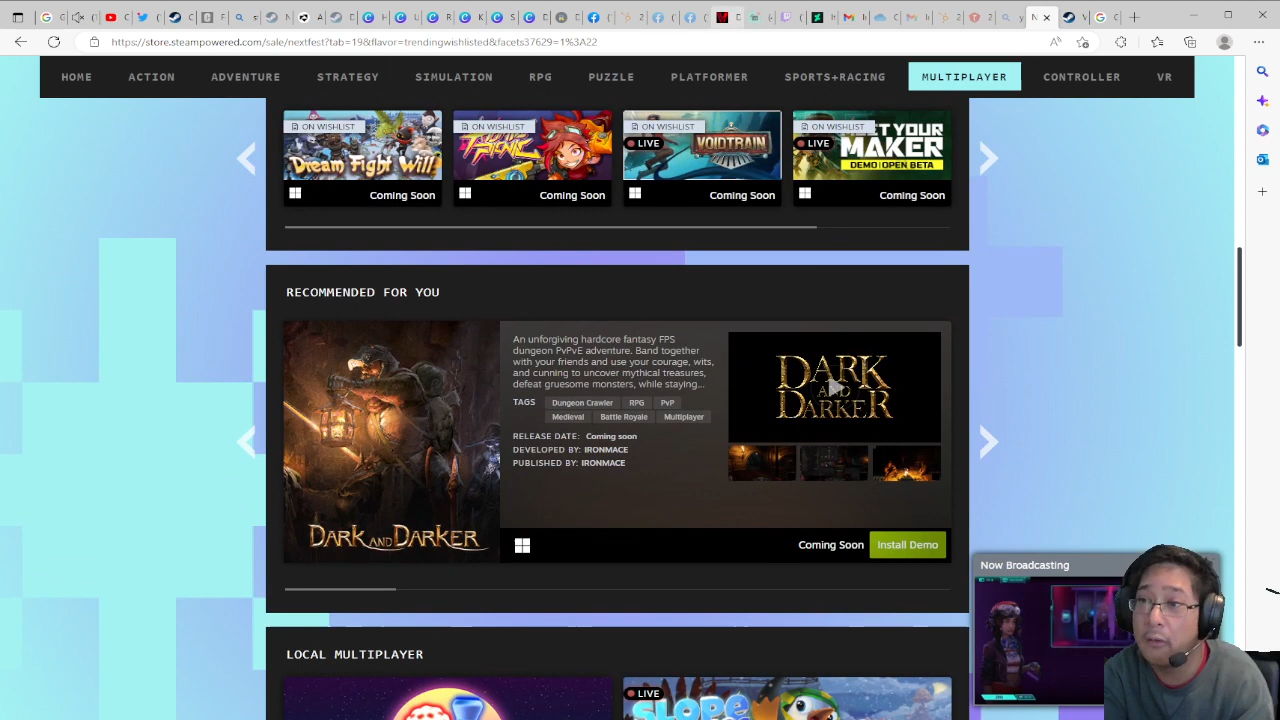 https://store.steampowered.com/sale/nextfest?tab=19&flavor=trendingwishlisted&facets37629=1%3A22
HOME ACTION ADVENTURE STRATEGY SIMULATION RPG PUZZLE PLATFORMER SPORTS+RACING MULTIPLAYER CONTROLLER VR
ON WISHLIST ON WISHLIST ON WISHLIST ON WISHLIST
LIVE LIVE
Dream Fight Will
PICNIC
VOIDTRAIN
MEET YOUR
MAKER
DEMO | OPEN BETA
Coming Soon Coming Soon Coming Soon Coming Soon
RECOMMENDED FOR YOU
DARK AND DARKER
An unforgiving hardcore fantasy FPS
dungeon PvPvE adventure. Band together
with your friends and use your courage, wits,
and cunning to uncover mythical treasures,
defeat gruesome monsters, while staying...
TAGS Dungeon Crawler RPG PvP
Medieval Battle Royale Multiplayer
RELEASE DATE: Coming soon
DEVELOPED BY: IRONMACE
PUBLISHED BY: IRONMACE
DARK
AND
DARKER
Coming Soon Install Demo
Now Broadcasting
LOCAL MULTIPLAYER
LIVE
SLOPE